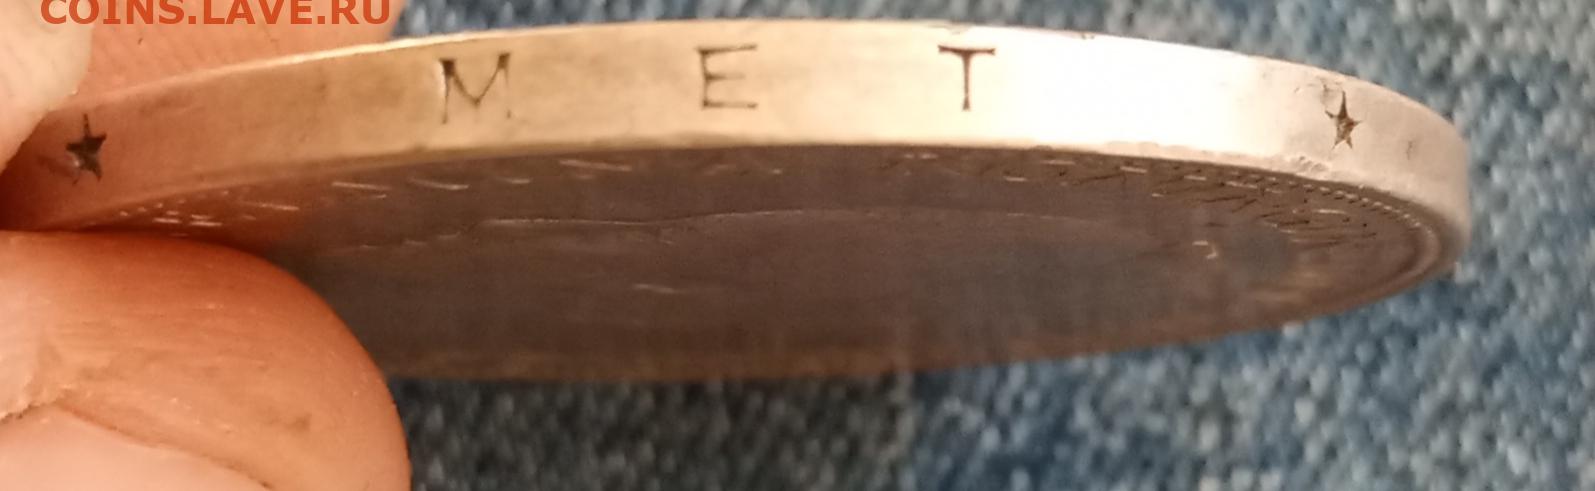 COINS.LAVE.RU
★ M E T ★